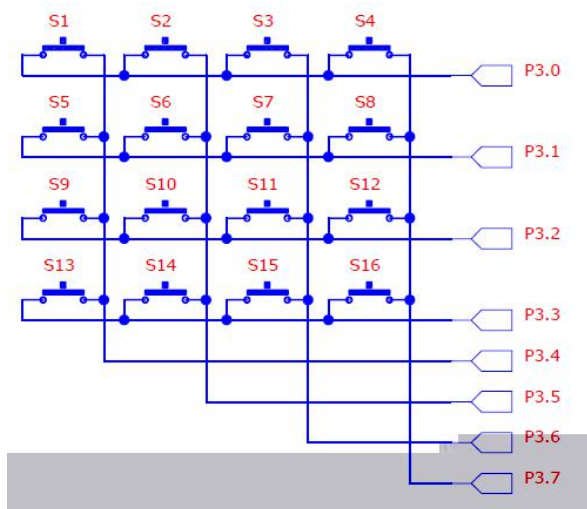 S1 S2 S3 S4
P3.0
S5 S6 S7 S8
P3.1
S9 S10 S11 S12
P3.2
S13 S14 S15 S16
P3.3
P3.4
P3.5
P3.6
P3.7